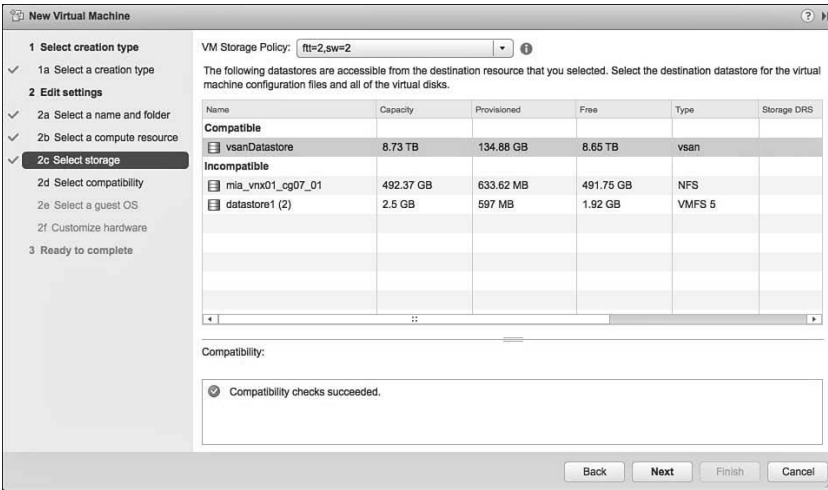 New Virtual Machine
1 Select creation type
1a Select a creation type
2 Edit settings
2a Select a name and folder
2b Select a compute resource
2c Select storage
2d Select compatibility
2e Select a guest OS
2f Customize hardware
3 Ready to complete
VM Storage Policy: ftt=2,sw=2
The following datastores are accessible from the destination resource that you selected. Select the destination datastore for the virtual
machine configuration files and all of the virtual disks.
Name Capacity Provisioned Free Type Storage DRS
Compatible
vsanDatastore 8.73 TB 134.88 GB 8.65 TB vsan
Incompatible
mia_vnx01_cg07_01 492.37 GB 633.62 MB 491.75 GB NFS
datastore1 (2) 2.5 GB 597 MB 1.92 GB VMFS 5
Compatibility:
Compatibility checks succeeded.
Back Next Finish Cancel